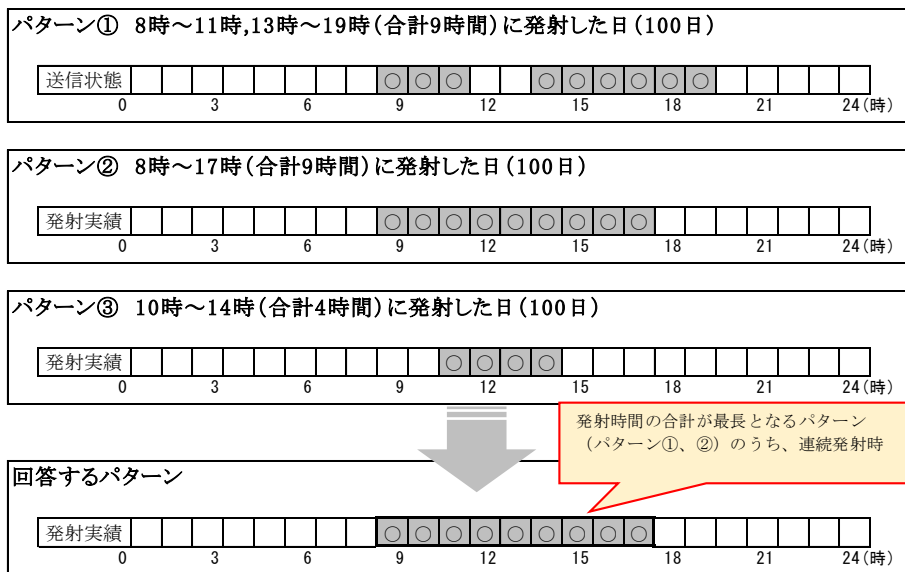 パターン① 8時～11時,13時～19時(合計9時間)に発射した日(100日)
送信状態 ○ ○ ○ ○ ○ ○ ○ ○ ○
0 3 6 9 12 15 18 21 24(時)
パターン② 8時～17時(合計9時間)に発射した日(100日)
発射実績 ○ ○ ○ ○ ○ ○ ○ ○ ○
0 3 6 9 12 15 18 21 24(時)
パターン③ 10時～14時(合計4時間)に発射した日(100日)
発射実績 ○ ○ ○ ○
0 3 6 9 12 15 18 21 24(時)
発射時間の合計が最長となるパターン
(パターン①、②)のうち、連続発射時
回答するパターン
発射実績 ○ ○ ○ ○ ○ ○ ○ ○ ○
0 3 6 9 12 15 18 21 24(時)